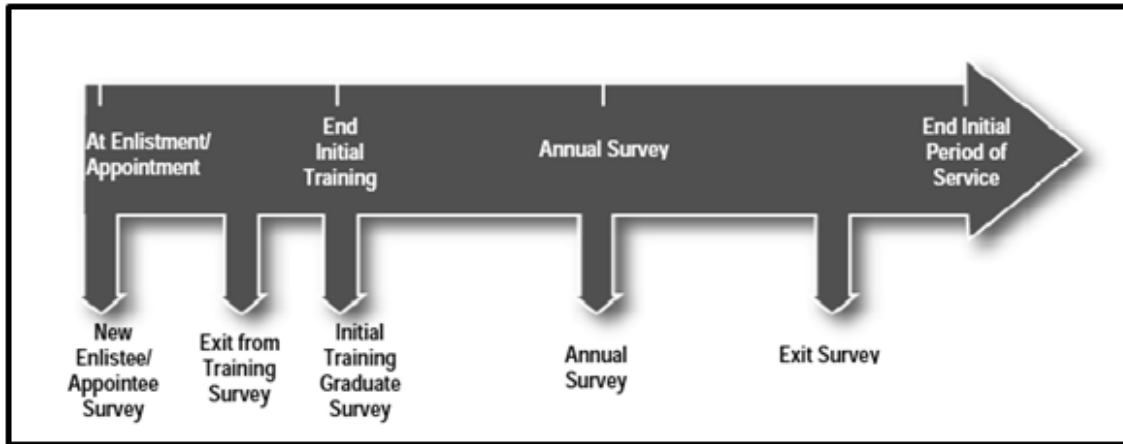 At Enlistment/
Appointment
End
Initial
Training
Annual Survey
End Initial
Period of
Service
New
Enlistee/
Appointee
Survey
Exit from
Training
Survey
Initial
Training
Graduate
Survey
Annual
Survey
Exit Survey